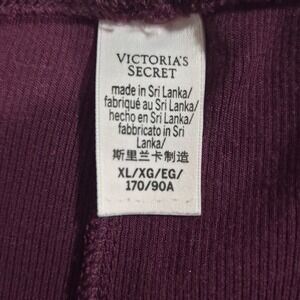 VICTORIA'S
SECRET
made in Sri Lanka/
fabriqué au Sri Lanka/
hecho en Sri Lanka/
fabbricato in Sri
Lanka/
斯里兰卡制造
XL/XG/EG/
170/90A